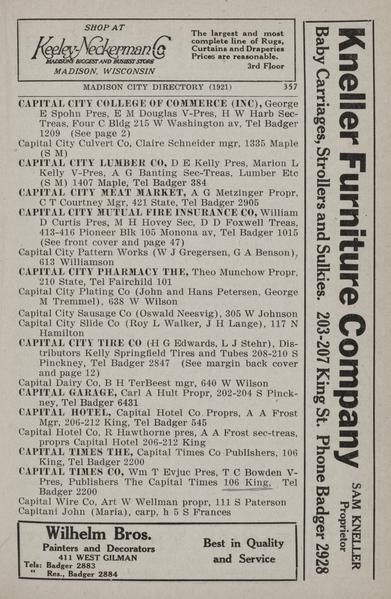 SHOP AT
Keeley-Neckerman Co
MADISON'S BIGGEST AND BUSIEST STORE
MADISON, WISCONSIN
The largest and most
complete line of Rugs,
Curtains and Draperies
Prices are reasonable.
3rd Floor
MADISON CITY DIRECTORY (1921) 357
CAPITAL CITY COLLEGE OF COMMERCE (INC), George
E Spohn Pres, E M Douglas V-Pres, H W Harb Sec-
Treas, Four C Bldg 215 W Washington av, Tel Badger
1209 (See page 2)
Capital City Culvert Co, Claire Schneider mgr, 1335 Maple
(S M)
CAPITAL CITY LUMBER CO, D E Kelly Pres, Marion L
Kelly V-Pres, A G Banting Sec-Treas, Lumber Etc
(S M) 1407 Maple, Tel Badger 384
CAPITAL CITY MEAT MARKET, A G Metzinger Propr,
C T Courtney Mgr, 421 State, Tel Badger 2905
CAPITAL CITY MUTUAL FIRE INSURANCE CO, William
D Curtis Pres, M H Hovey Sec, D D Foxwell Treas,
413-416 Pioneer Blk 105 Monona av, Tel Badger 1015
(See front cover and page 47)
Capital City Pattern Works (W J Gregersen, G A Benson),
613 Williamson
CAPITAL CITY PHARMACY THE, Theo Munchow Propr,
210 State, Tel Fairchild 101
Capital City Plating Co (John and Hans Petersen, George
M Tremmel), 638 W Wilson
Capital City Sausage Co (Oswald Neesvig), 305 W Johnson
Capital City Slide Co (Roy L Walker, J H Lange), 117 N
Hamilton
CAPITAL CITY TIRE CO (H G Edwards, L J Stehr), Dis-
tributors Kelly Springfield Tires and Tubes 208-210 S
Pinckney, Tel Badger 2847 (See margin back cover
and page 12)
Capital Dairy Co, B H TerBeest mgr, 640 W Wilson
CAPITAL GARAGE, Carl A Hult Propr, 202-204 S Pinck-
ney, Tel Badger 6431
CAPITAL HOTEL, Capital Hotel Co Proprs, A A Frost
Mgr, 206-212 King, Tel Badger 545
Capital Hotel Co, R Hawthorne pres, A A Frost sec-treas,
proprs Capital Hotel 206-212 King
CAPITAL TIMES THE, Capital Times Co Publishers, 106
King, Tel Badger 2200
CAPITAL TIMES CO, Wm T Evjue Pres, T C Bowden V-
Pres, Publishers The Capital Times 106 King, Tel
Badger 2200
Capital Wire Co, Art W Wellman propr, 111 S Paterson
Capitani John (Maria), carp, h 5 S Frances
Wilhelm Bros.
Painters and Decorators
411 WEST GILMAN
Tels: Badger 2883
" Res., Badger 2884
Best in Quality
and Service
Kneller Furniture Company
SAM KNELLER
Proprietor
Baby Carriages, Strollers and Sulkies. 203-207 King St. Phone Badger 2928